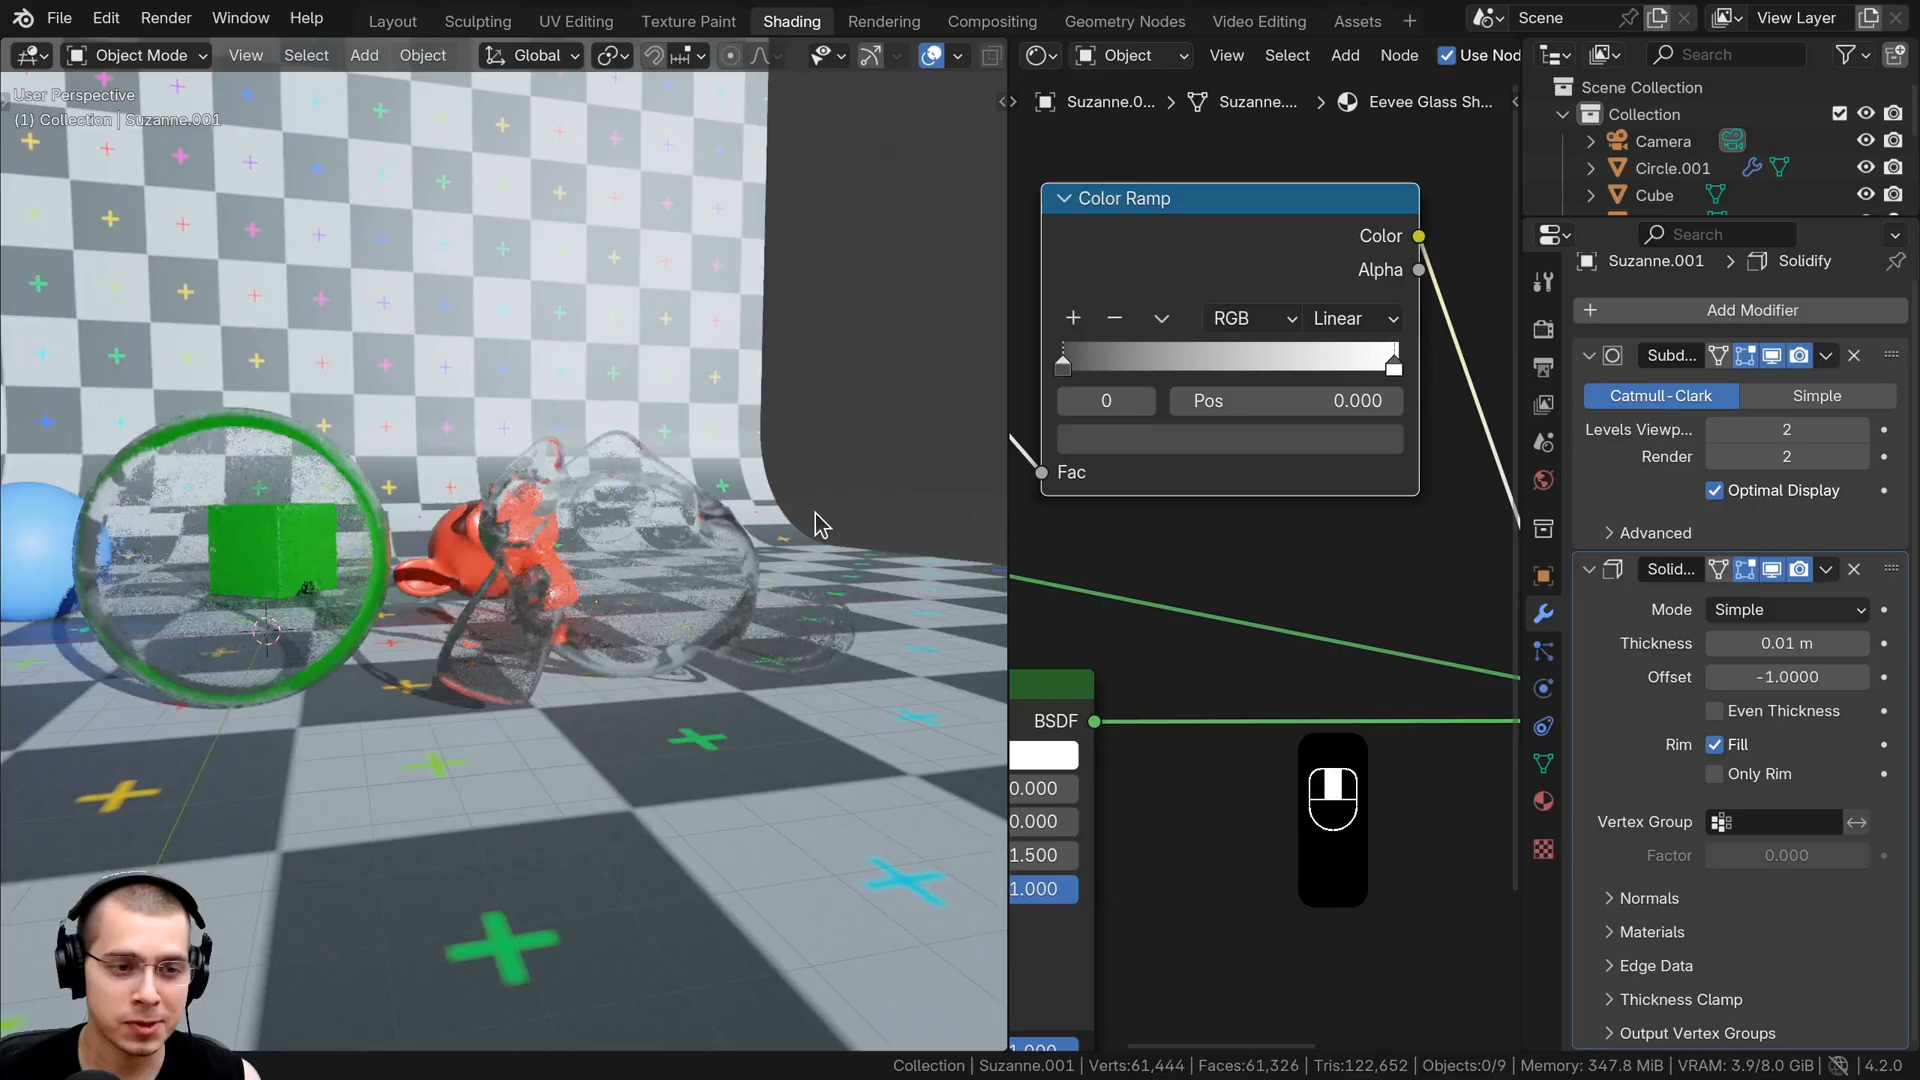 File Edit Render Window Help Layout Sculpting UV Editing Texture Paint Shading Rendering Compositing Geometry Nodes Video Editing Assets + Scene View Layer
Object Mode View Select Add Object Global Object View Select Add Node Use Nod Search
User Perspective
(1) Collection | Suzanne.001
Suzanne.0... Suzanne.... Eevee Glass Sh...
Scene Collection
Collection
Camera
Circle.001
Cube
Search
Suzanne.001 Solidify
Color Ramp
Color
Alpha
RGB Linear
0 Pos 0.000
Fac
BSDF
0.000
0.000
1.500
1.000
1.000
Add Modifier
Subd...
Catmull-Clark Simple
Levels Viewp... 2
Render 2
Optimal Display
Advanced
Solid...
Mode Simple
Thickness 0.01 m
Offset -1.0000
Even Thickness
Rim Fill
Only Rim
Vertex Group
Factor 0.000
Normals
Materials
Edge Data
Thickness Clamp
Output Vertex Groups
Collection | Suzanne.001 | Verts:61,444 | Faces:61,326 | Tris:122,652 | Objects:0/9 | Memory: 347.8 MiB | VRAM: 3.9/8.0 GiB | 4.2.0